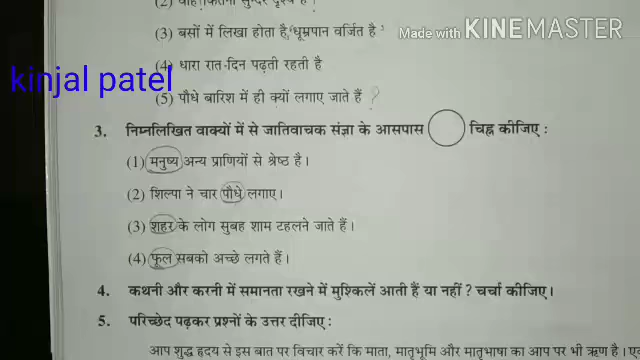 (2) वाह! कितना सुन्दर दृश्य है !
(3) बसों में लिखा होता है, 'धूम्रपान वर्जित है '
Made with KINEMASTER
(4) धारा रात-दिन पढ़ती रहती है
kinjal patel
(5) पौधे बारिश में ही क्यों लगाए जाते हैं ?
3. निम्नलिखित वाक्यों में से जातिवाचक संज्ञा के आसपास चिह्न कीजिए :
(1) मनुष्य अन्य प्राणियों से श्रेष्ठ है।
(2) शिल्पा ने चार पौधे लगाए।
(3) शहर के लोग सुबह शाम टहलने जाते हैं।
(4) फूल सबको अच्छे लगते हैं।
4. कथनी और करनी में समानता रखने में मुश्किलें आती हैं या नहीं ? चर्चा कीजिए।
5. परिच्छेद पढ़कर प्रश्नों के उत्तर दीजिए :
आप शुद्ध हृदय से इस बात पर विचार करें कि माता, मातृभूमि और मातृभाषा का आप पर भी ऋण है।